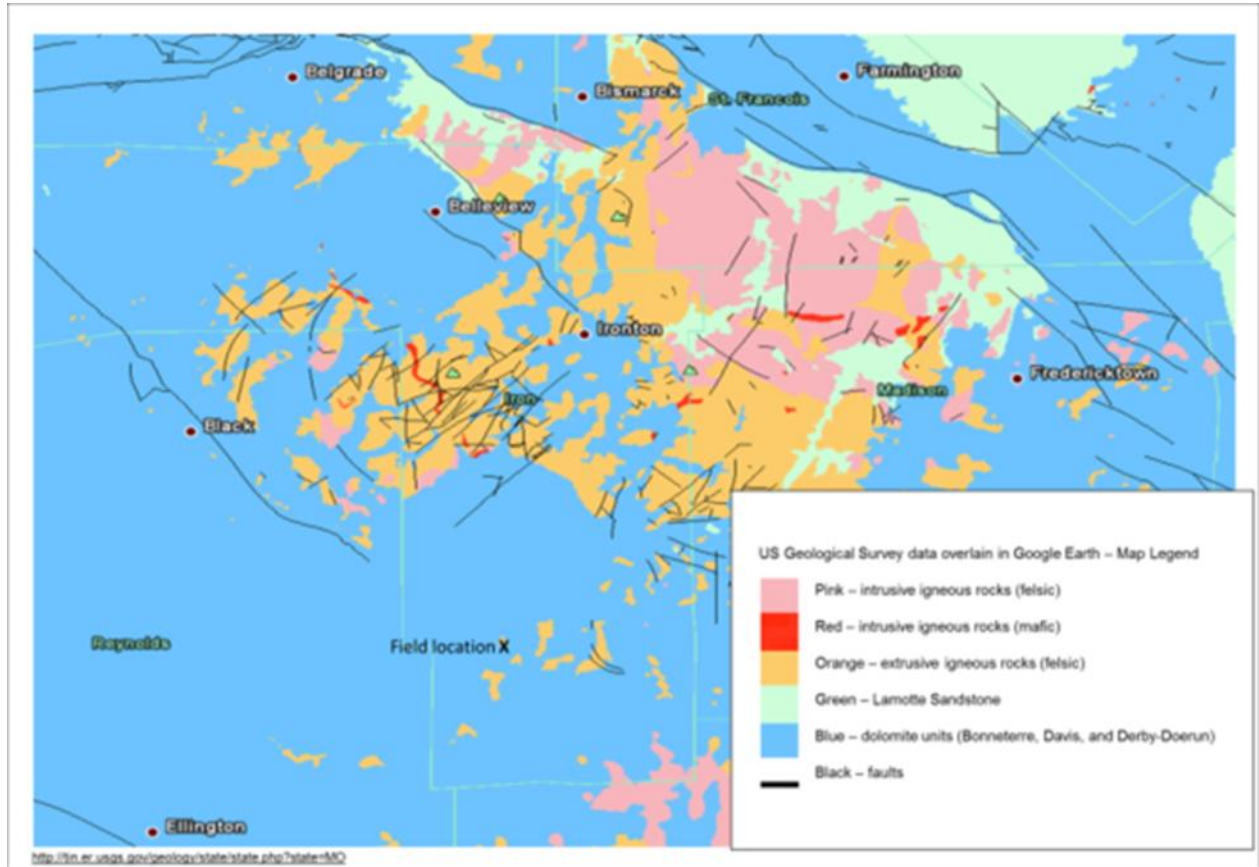 Belgrade
Bismarck
Farmington
St. Francois
Belleview
Ironton
Fredericktown
Madison
Iron
Black
Reynolds
Field location X
Ellington
US Geological Survey data overlain in Google Earth – Map Legend
Pink – intrusive igneous rocks (felsic)
Red – intrusive igneous rocks (mafic)
Orange – extrusive igneous rocks (felsic)
Green – Lamotte Sandstone
Blue – dolomite units (Bonneterre, Davis, and Derby-Doerun)
Black – faults
http://tin.er.usgs.gov/geology/state/state.php?state=MO